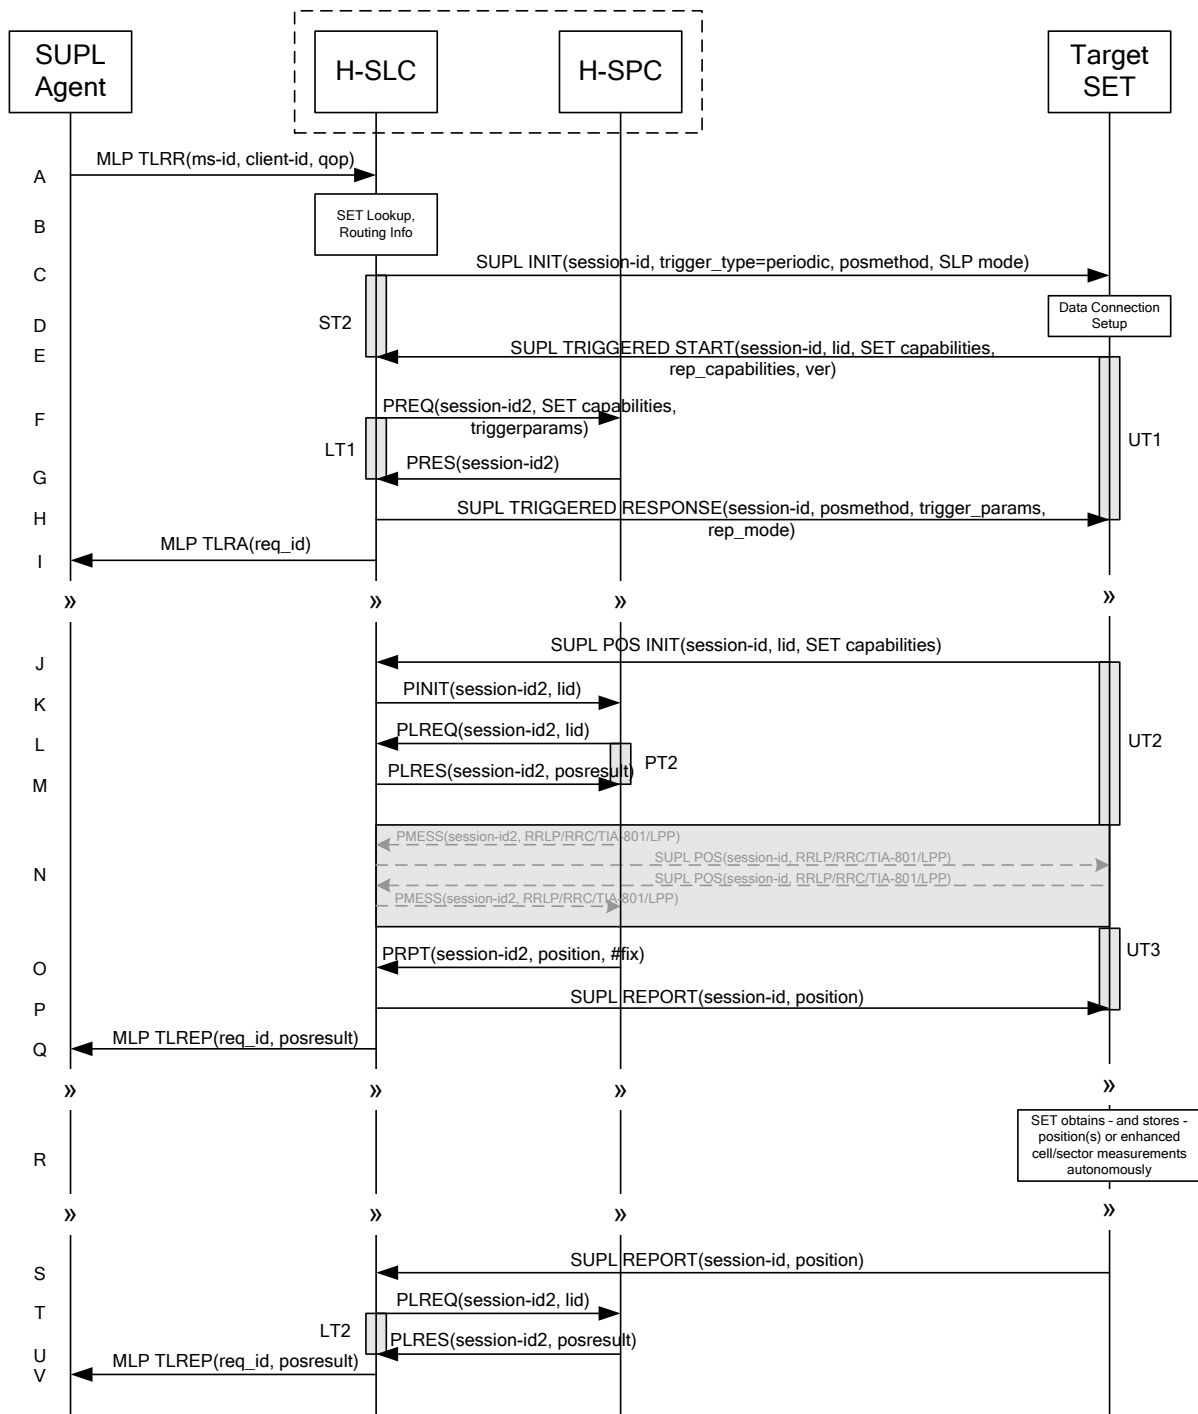 SUPL
Agent
H-SLC
H-SPC
Target
SET
A
MLP TLRR(ms-id, client-id, qop)
B
SET Lookup,
Routing Info
C
SUPL INIT(session-id, trigger_type=periodic, posmethod, SLP mode)
D
ST2
Data Connection
Setup
E
SUPL TRIGGERED START(session-id, lid, SET capabilities,
rep_capabilities, ver)
F
PREQ(session-id2, SET capabilities,
triggerparams)
LT1
UT1
G
PRES(session-id2)
H
SUPL TRIGGERED RESPONSE(session-id, posmethod, trigger_params,
rep_mode)
I
MLP TLRA(req_id)
»
»
»
»
J
SUPL POS INIT(session-id, lid, SET capabilities)
K
PINIT(session-id2, lid)
L
PLREQ(session-id2, lid)
UT2
M
PLRES(session-id2, posresult)
PT2
N
PMESS(session-id2, RRLP/RRC/TIA-801/LPP)
SUPL POS(session-id, RRLP/RRC/TIA-801/LPP)
SUPL POS(session-id, RRLP/RRC/TIA-801/LPP)
PMESS(session-id2, RRLP/RRC/TIA-801/LPP)
O
PRPT(session-id2, position, #fix)
UT3
P
SUPL REPORT(session-id, position)
Q
MLP TLREP(req_id, posresult)
»
»
»
»
R
SET obtains - and stores -
position(s) or enhanced
cell/sector measurements
autonomously
»
»
»
»
S
SUPL REPORT(session-id, position)
T
PLREQ(session-id2, lid)
LT2
U
PLRES(session-id2, posresult)
V
MLP TLREP(req_id, posresult)